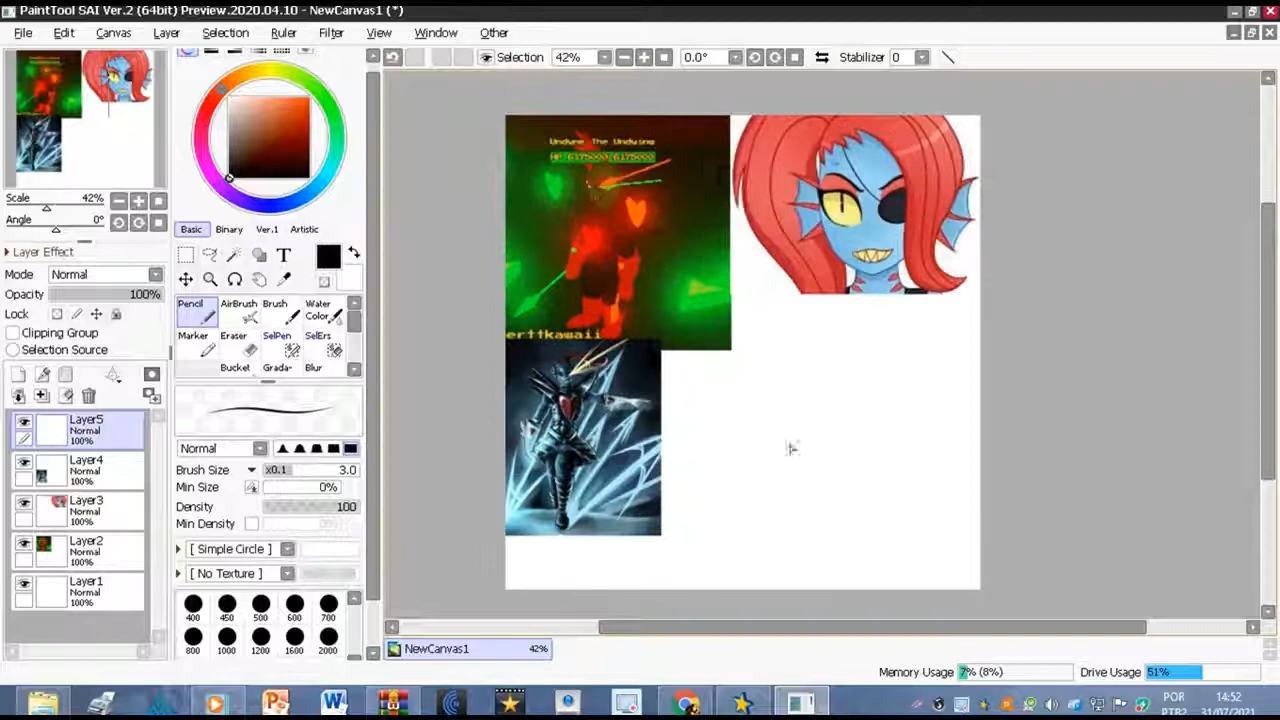 PaintTool SAI Ver.2 (64bit) Preview.2020.04.10 - NewCanvas1 (*)
File Edit Canvas Layer Selection Ruler Filter View Window Other
Selection 42% 0.0° Stabilizer 0
Undyne The Undying
HP 6175000 6175000
Scale 42%
Angle 0°
Basic Binary Ver.1 Artistic
Layer Effect
Mode Normal
Opacity 100%
Lock
Clipping Group
Selection Source
Pencil AirBrush Brush Water Color
Marker Eraser SelPen SelErs
Bucket Grada- Blur
erttkawaii
Layer5
Normal
100%
Layer4
Normal
100%
Layer3
Normal
100%
Layer2
Normal
100%
Layer1
Normal
100%
Normal
Brush Size x0.1 3.0
Min Size 0%
Density 100
Min Density 0%
[ Simple Circle ]
[ No Texture ]
400 450 500 600 700
800 1000 1200 1600 2000
NewCanvas1 42%
Memory Usage 7% (8%) Drive Usage 51%
POR 14:52
PTB2 31/07/2021